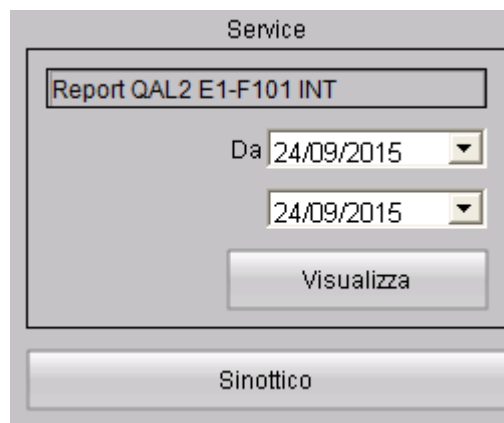 Service
Report QAL2 E1-F101 INT
Da 24/09/2015
24/09/2015
Visualizza
Sinottico